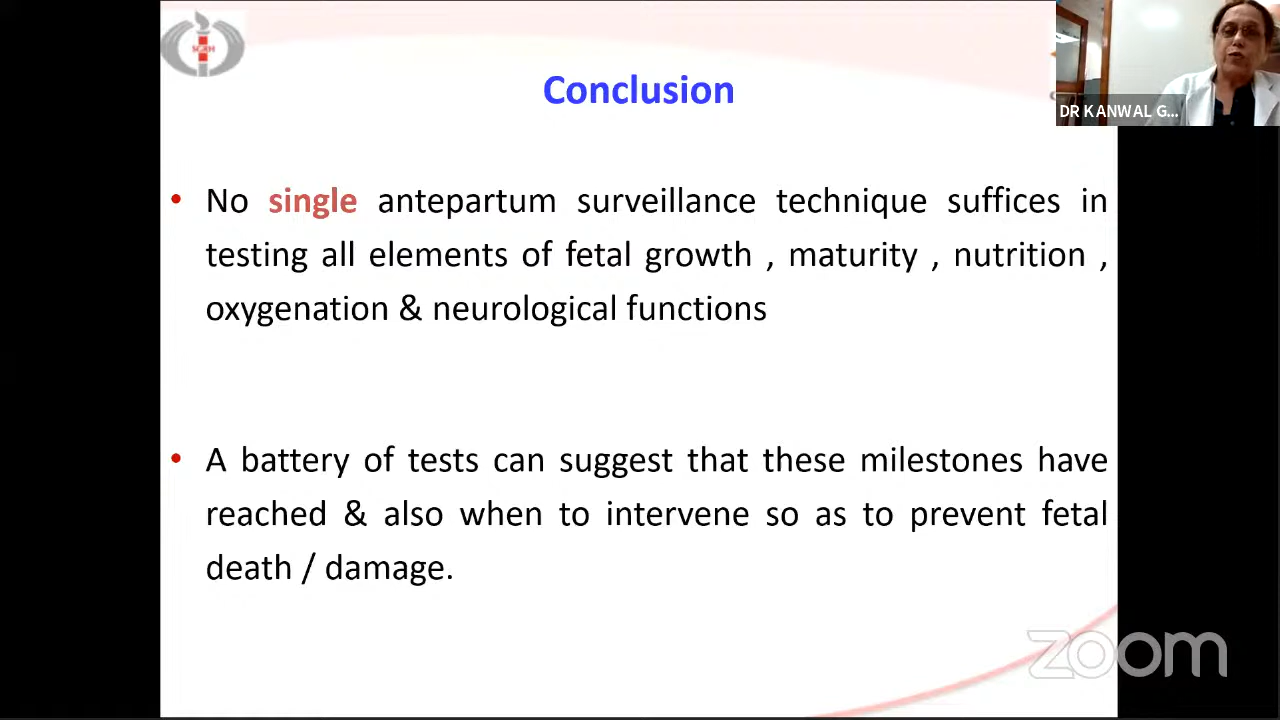 SGRH
Conclusion
DR KANWAL G...
• No single antepartum surveillance technique suffices in
testing all elements of fetal growth , maturity , nutrition ,
oxygenation & neurological functions
• A battery of tests can suggest that these milestones have
reached & also when to intervene so as to prevent fetal
death / damage.
zoom